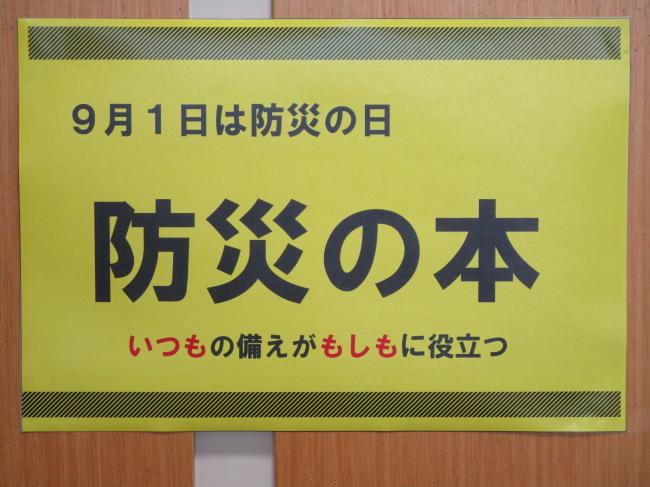 ９月１日は防災の日
防災の本
いつもの備えがもしもに役立つ